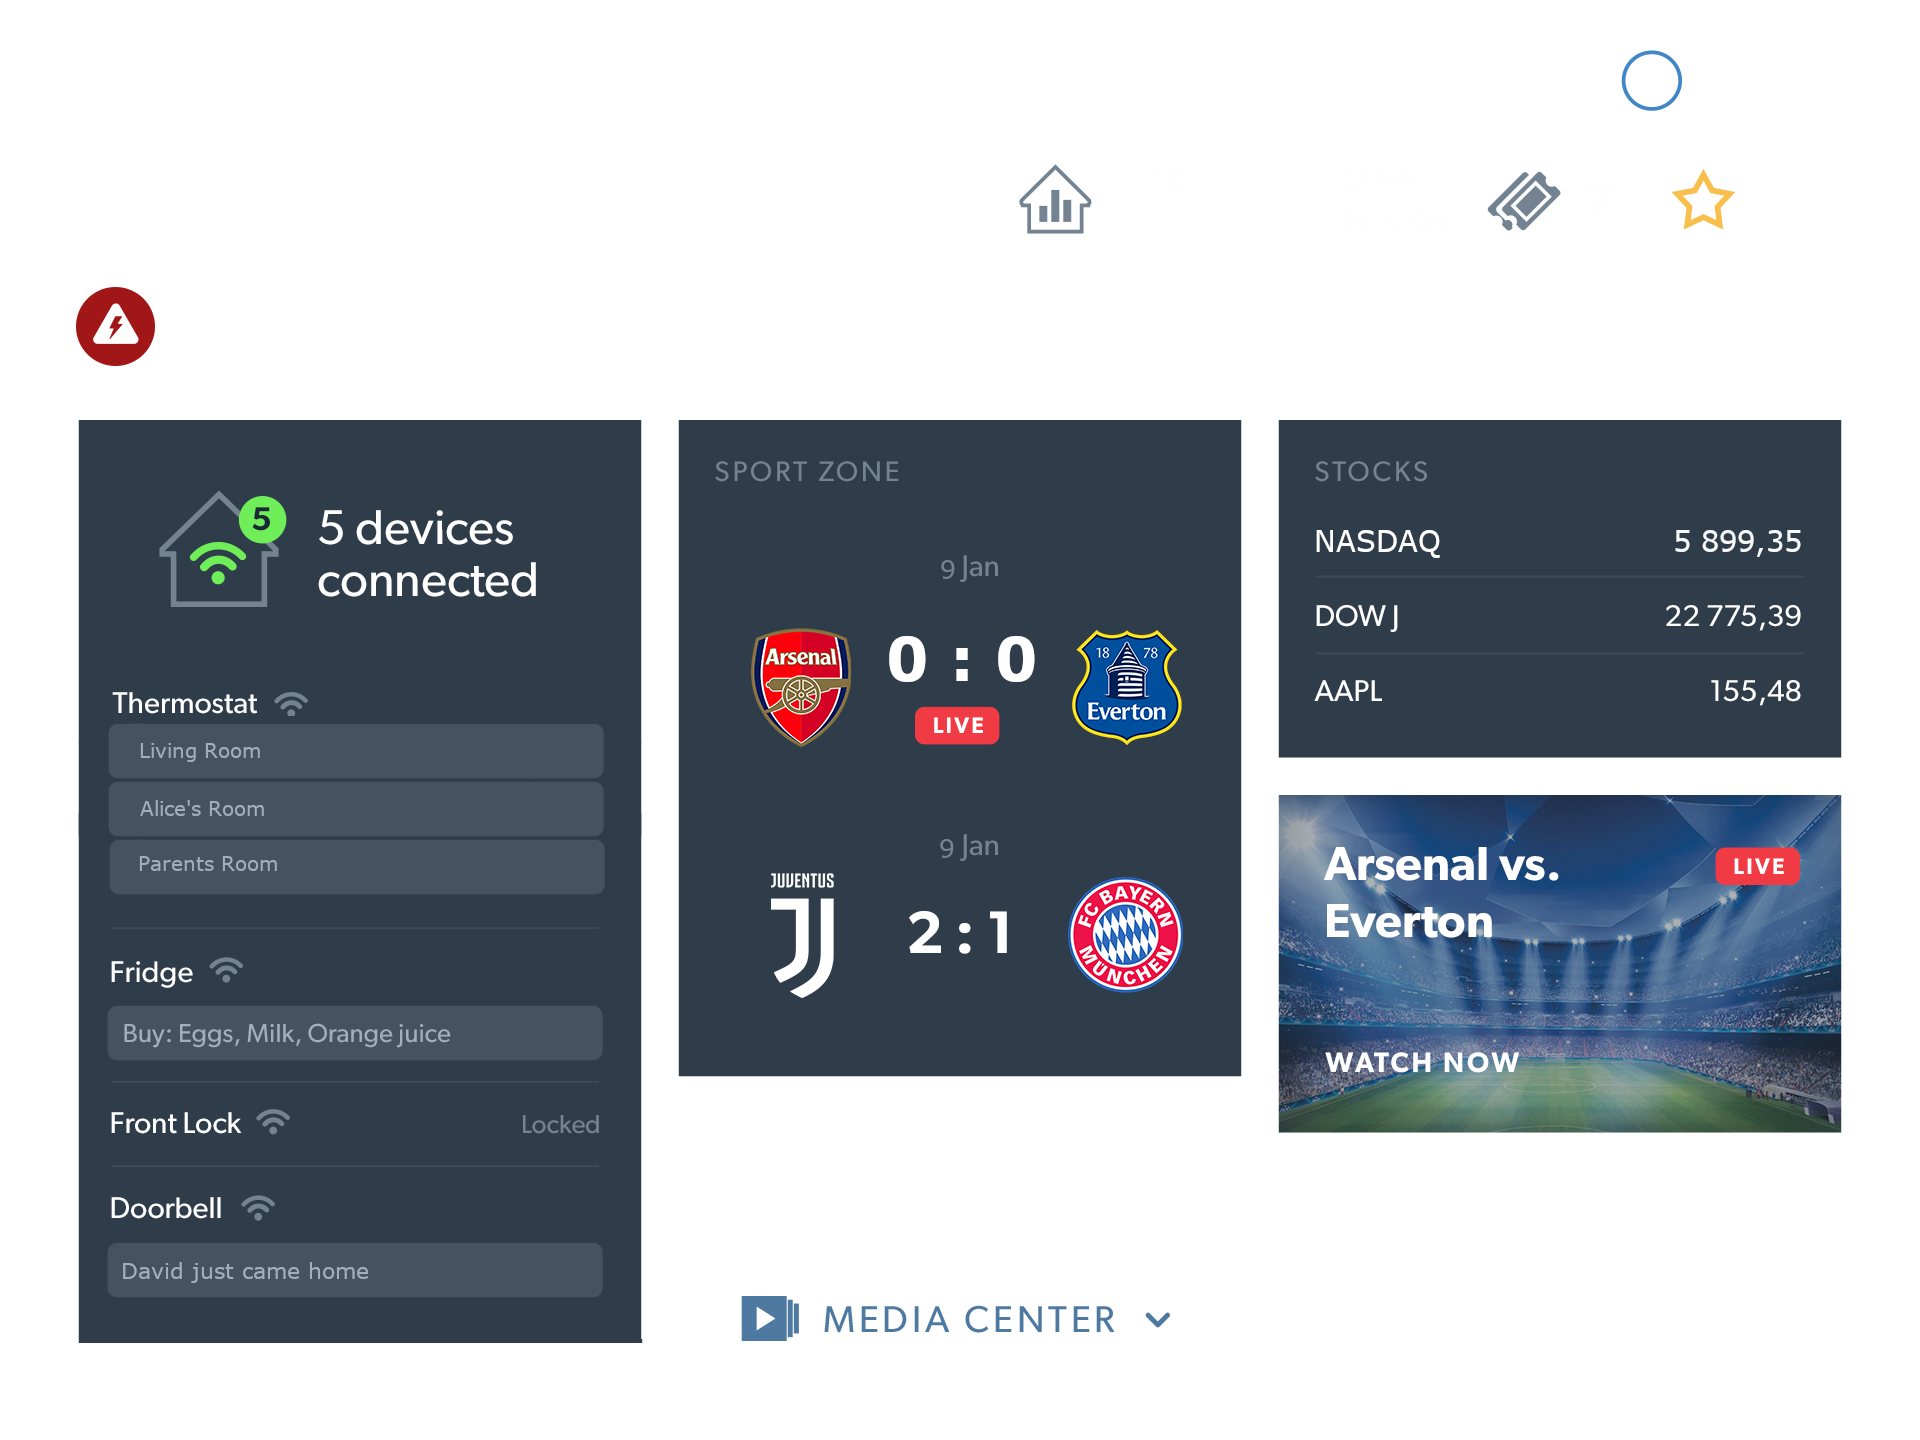 5
5 devices
connected
Thermostat
Living Room
Alice's Room
Parents Room
Fridge
Buy: Eggs, Milk, Orange juice
Front Lock
Locked
Doorbell
David just came home
SPORT ZONE
9 Jan
Arsenal
0 : 0
LIVE
18 78
Everton
9 Jan
JUVENTUS
2 : 1
FC BAYERN
MÜNCHEN
STOCKS
NASDAQ 5 899,35
DOW J 22 775,39
AAPL 155,48
Arsenal vs.
Everton
LIVE
WATCH NOW
MEDIA CENTER